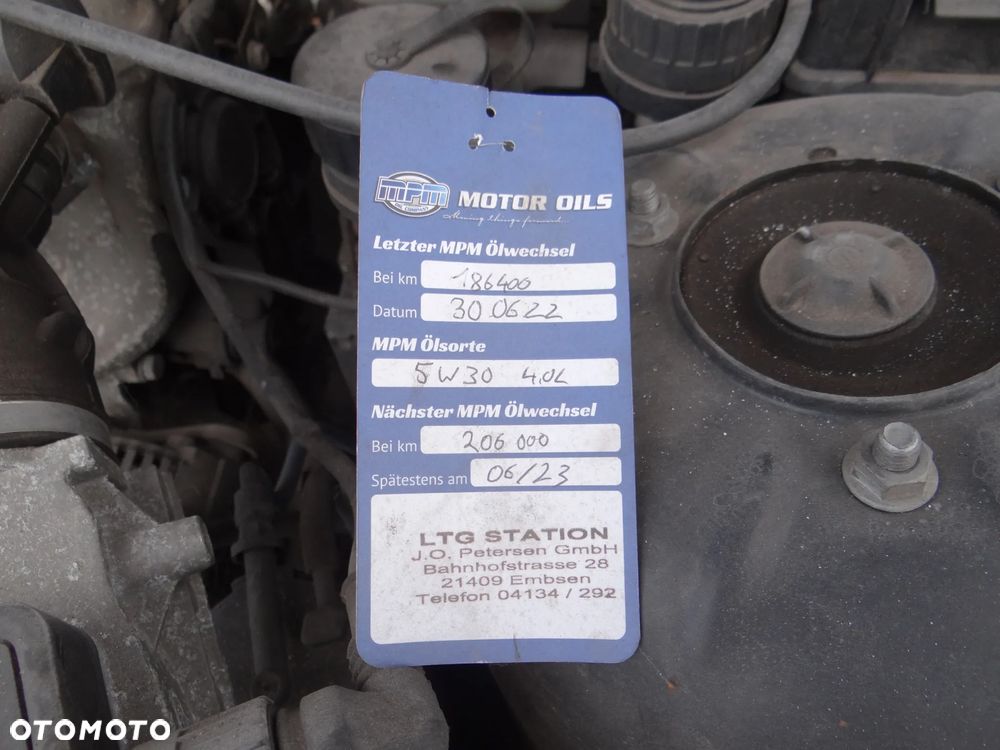 MPM
OIL COMPANY
MOTOR OILS
Moving things forward...
Letzter MPM Ölwechsel
Bei km 186400
Datum 30 06 22
MPM Ölsorte
5W30 4.0L
Nächster MPM Ölwechsel
Bei km 206 000
Spätestens am 06/23
LTG STATION
J.O. Petersen GmbH
Bahnhofstrasse 28
21409 Embsen
Telefon 04134 / 292
OTOMOTO